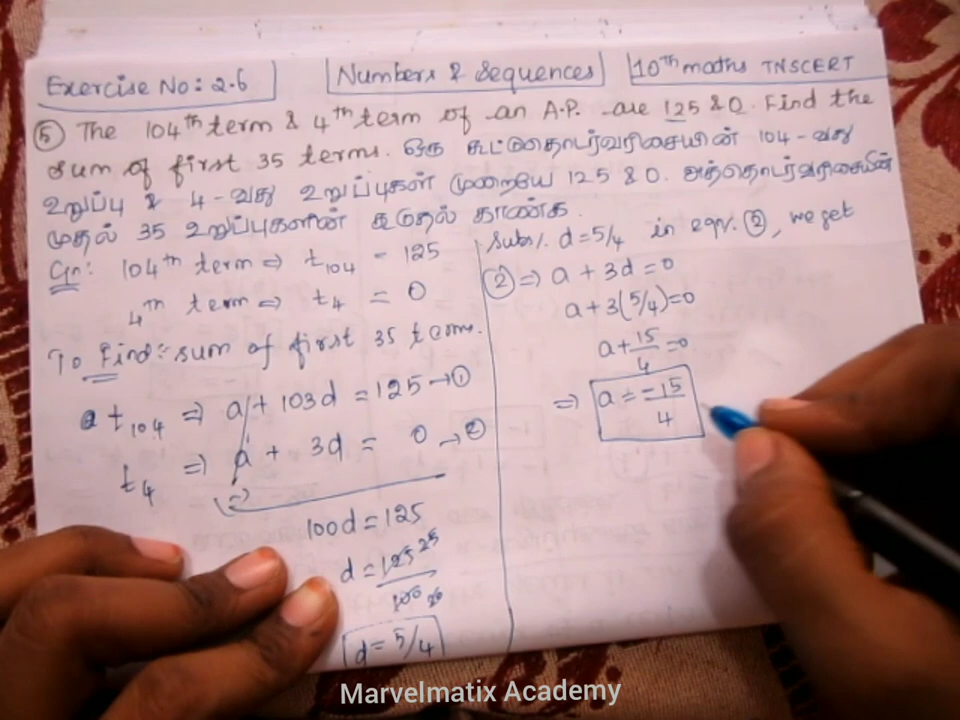 Exercise No: 2.6
Numbers & Sequences
10th maths TNSCERT
⑤ The 104th term & 4th term of an A.P. are 125 & 0. Find the
sum of first 35 terms. ஒரு கூட்டுதொடர்வரிசையின் 104-வது
உறுப்பு & 4-வது உறுப்புகள் முறையே 125 & 0. அத்தொடர்வரிசையின்
முதல் 35 உறுப்புகளின் கூடுதல் காண்க.
Gn: 104th term ⇒ t104 = 125
4th term ⇒ t4 = 0
To Find: sum of first 35 terms.
t104 ⇒ a + 103d = 125 → ①
t4 ⇒ a + 3d = 0 → ②
100d = 125
d = 125 25 / 100 20
d = 5/4
Subs/. d = 5/4 in eqn. ②, we get
② ⇒ a + 3d = 0
a + 3(5/4) = 0
a + 15/4 = 0
⇒ a = -15/4
Marvelmatix Academy